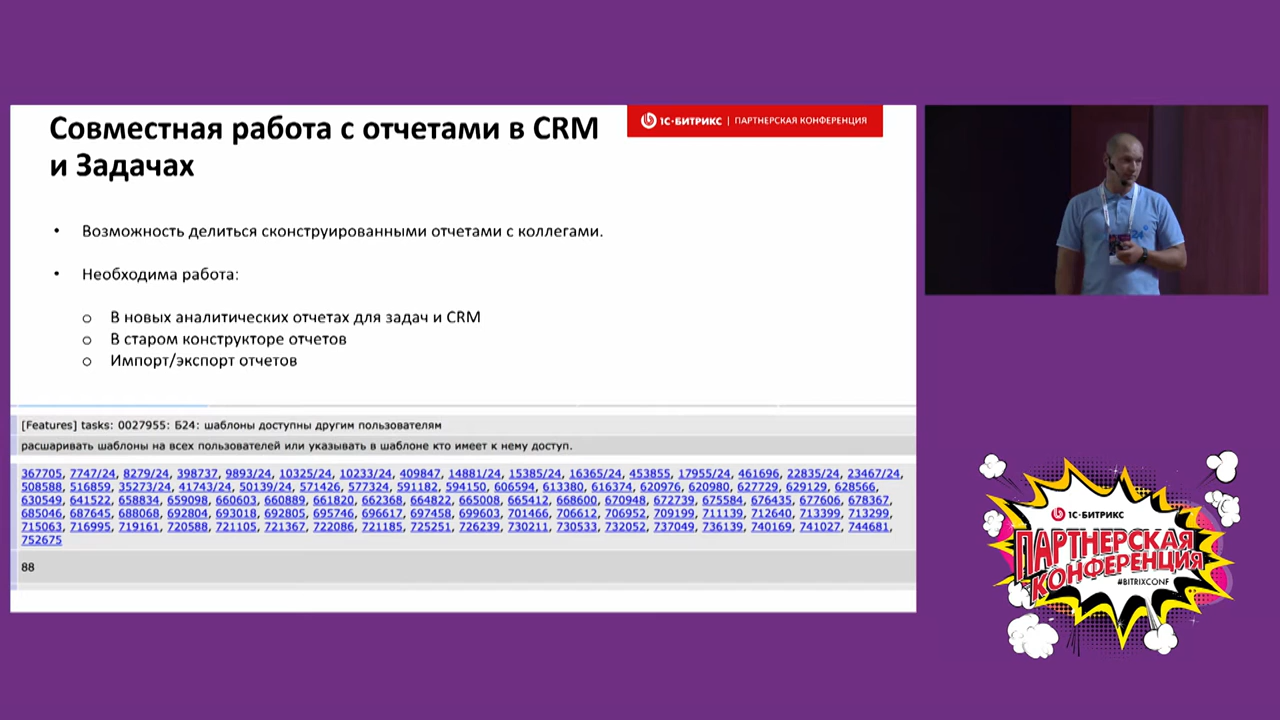 Совместная работа с отчетами в CRM
и Задачах
1С-БИТРИКС | ПАРТНЕРСКАЯ КОНФЕРЕНЦИЯ
• Возможность делиться сконструированными отчетами с коллегами.
• Необходима работа:
o В новых аналитических отчетах для задач и CRM
o В старом конструкторе отчетов
o Импорт/экспорт отчетов
[Features] tasks: 0027955: Б24: шаблоны доступны другим пользователям
расшаривать шаблоны на всех пользователей или указывать в шаблоне кто имеет к нему доступ.
367705, 7747/24, 8279/24, 398737, 9893/24, 10325/24, 10233/24, 409847, 14881/24, 15385/24, 16365/24, 453855, 17955/24, 461696, 22835/24, 23467/24,
508588, 516859, 35273/24, 41743/24, 50139/24, 571426, 577324, 591182, 594150, 606594, 613380, 616374, 620976, 620980, 627729, 629129, 628566,
630549, 641522, 658834, 659098, 660603, 660889, 661820, 662368, 664822, 665008, 665412, 668600, 670948, 672739, 675584, 676435, 677606, 678367,
685046, 687645, 688068, 692804, 693018, 692805, 695746, 696617, 697458, 699603, 701466, 706612, 706952, 709199, 711139, 712640, 713399, 713299,
715063, 716995, 719161, 720588, 721105, 721367, 722086, 721185, 725251, 726239, 730211, 730533, 732052, 737049, 736139, 740169, 741027, 744681,
752675
88
24
1С-БИТРИКС
ПАРТНЕРСКАЯ
КОНФЕРЕНЦИЯ
#BITRIXCONF